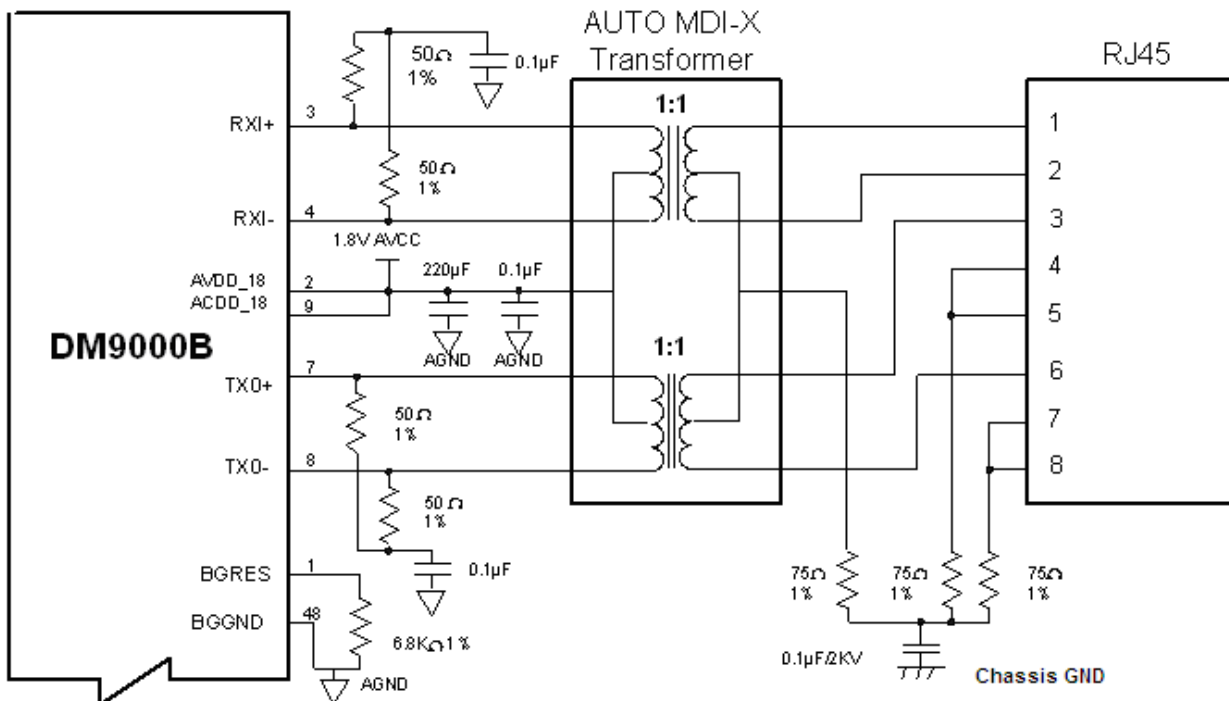 AUTO MDI-X
Transformer
RJ45
50Ω
1%
0.1µF
1:1
3
RXI+
1
50Ω
1%
2
4
RXI-
3
1.8V AVCC
4
AVDD_18
2
220µF
0.1µF
ACDD_18
9
5
DM9000B
AGND
AGND
1:1
7
TX0+
6
50Ω
1%
7
8
TX0-
8
50Ω
1%
BGRES
1
0.1µF
75Ω
1%
75Ω
1%
75Ω
1%
BGGND
48
6.8KΩ1%
AGND
0.1µF/2KV
Chassis GND